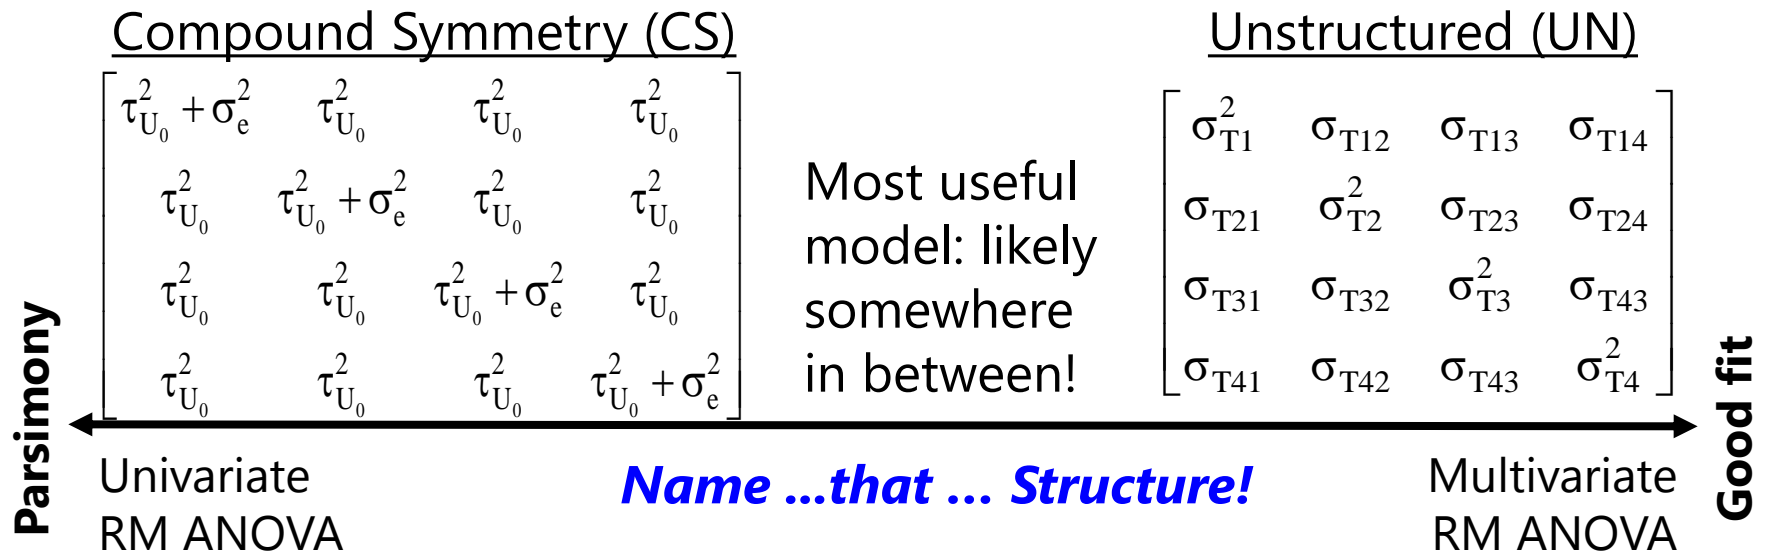 Compound Symmetry (CS)
Unstructured (UN)
τ²U₀ + σ²e τ²U₀ τ²U₀ τ²U₀
τ²U₀ τ²U₀ + σ²e τ²U₀ τ²U₀
τ²U₀ τ²U₀ τ²U₀ + σ²e τ²U₀
τ²U₀ τ²U₀ τ²U₀ τ²U₀ + σ²e
Most useful
model: likely
somewhere
in between!
σ²T1 σT12 σT13 σT14
σT21 σ²T2 σT23 σT24
σT31 σT32 σ²T3 σT43
σT41 σT42 σT43 σ²T4
Parsimony
Good fit
Univariate
RM ANOVA
Name ...that ... Structure!
Multivariate
RM ANOVA